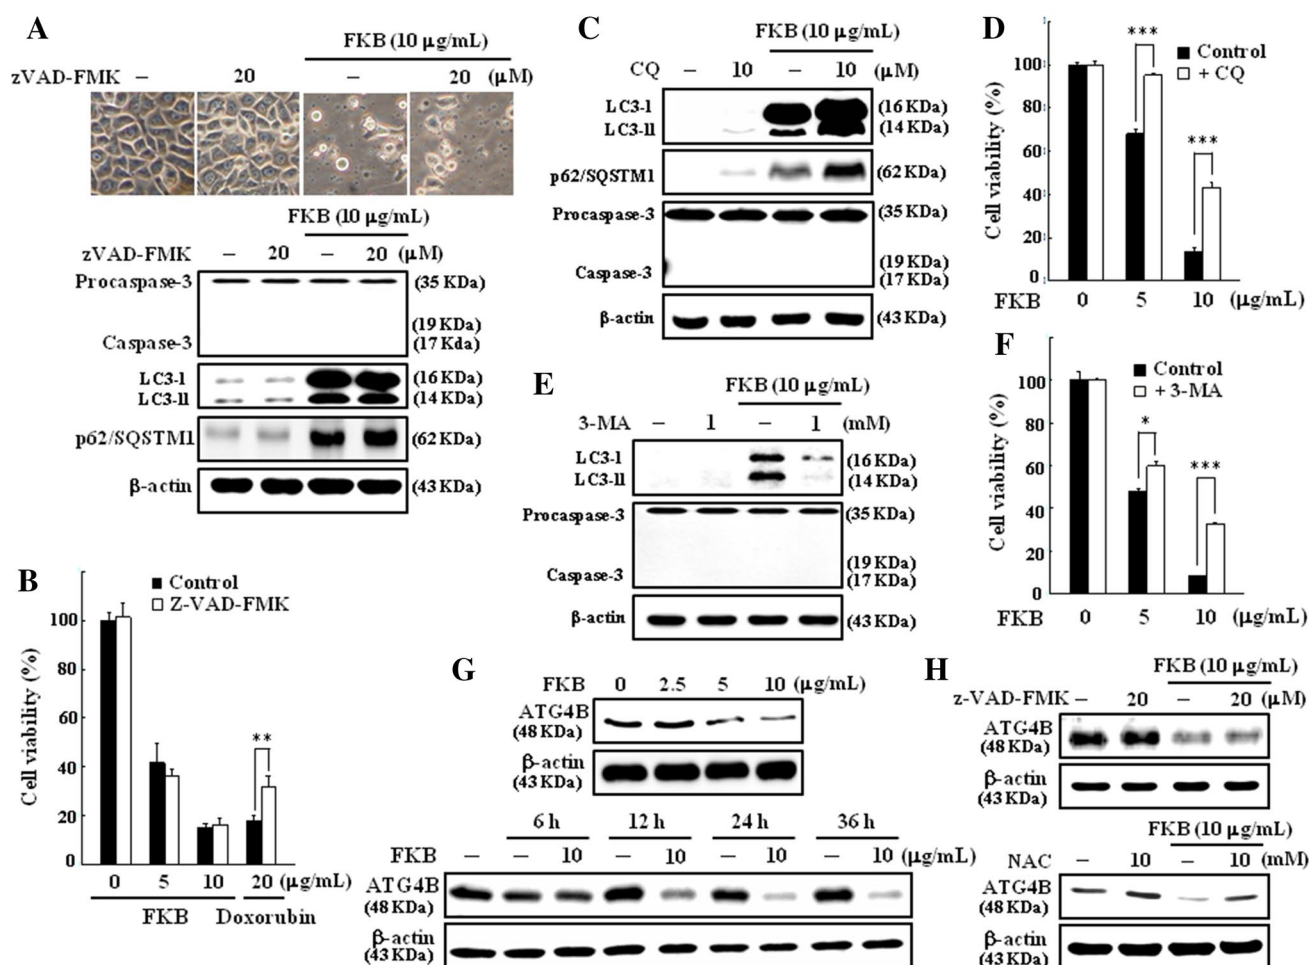 A
FKB (10 μg/mL)
zVAD-FMK – 20 – 20 (μM)
FKB (10 μg/mL)
zVAD-FMK – 20 – 20 (μM)
Procaspase-3 (35 KDa)
(19 KDa)
Caspase-3 (17 Kda)
LC3-I (16 KDa)
LC3-II (14 KDa)
p62/SQSTM1 (62 KDa)
β-actin (43 KDa)
B
Control
Z-VAD-FMK
Cell viability (%)
100
80
60
40
20
0
**
0 5 10 20 (μg/mL)
FKB Doxorubin
C
FKB (10 μg/mL)
CQ – 10 – 10 (μM)
LC3-I (16 KDa)
LC3-II (14 KDa)
p62/SQSTM1 (62 KDa)
Procaspase-3 (35 KDa)
(19 KDa)
Caspase-3 (17 KDa)
β-actin (43 KDa)
D
Control
+ CQ
Cell viability (%)
100
80
60
40
20
0
***
***
FKB 0 5 10 (μg/mL)
E
FKB (10 μg/mL)
3-MA – 1 – 1 (mM)
LC3-I (16 KDa)
LC3-II (14 KDa)
Procaspase-3 (35 KDa)
(19 KDa)
Caspase-3 (17 KDa)
β-actin (43 KDa)
F
Control
+ 3-MA
Cell viability (%)
100
80
60
40
20
0
*
***
FKB 0 5 10 (μg/mL)
G
FKB 0 2.5 5 10 (μg/mL)
ATG4B
(48 KDa)
β-actin
(43 KDa)
6 h 12 h 24 h 36 h
FKB – – 10 – 10 – 10 – 10 (μg/mL)
ATG4B
(48 KDa)
β-actin
(43 KDa)
H
FKB (10 μg/mL)
z-VAD-FMK – 20 – 20 (μM)
ATG4B
(48 KDa)
β-actin
(43 KDa)
FKB (10 μg/mL)
NAC – 10 – 10 (mM)
ATG4B
(48 KDa)
β-actin
(43 KDa)